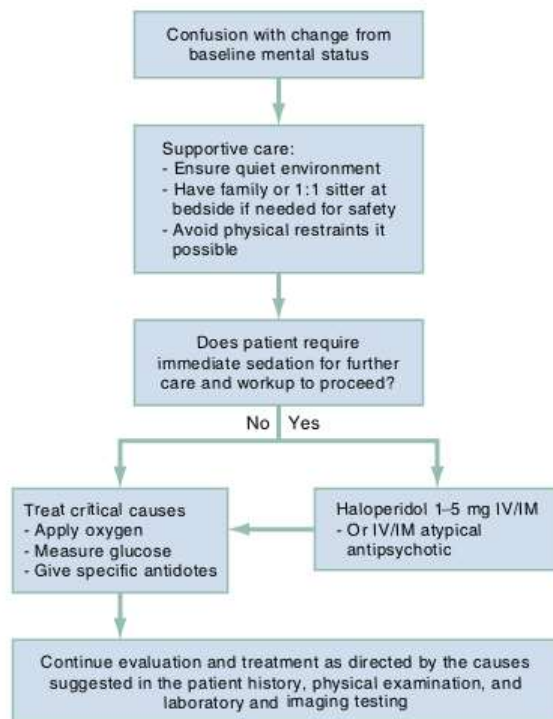 Confusion with change from
baseline mental status
Supportive care:
- Ensure quiet environment
- Have family or 1:1 sitter at
bedside if needed for safety
- Avoid physical restraints it
possible
Does patient require
immediate sedation for further
care and workup to proceed?
No Yes
Treat critical causes
- Apply oxygen
- Measure glucose
- Give specific antidotes
Haloperidol 1–5 mg IV/IM
- Or IV/IM atypical
antipsychotic
Continue evaluation and treatment as directed by the causes
suggested in the patient history, physical examination, and
laboratory and imaging testing